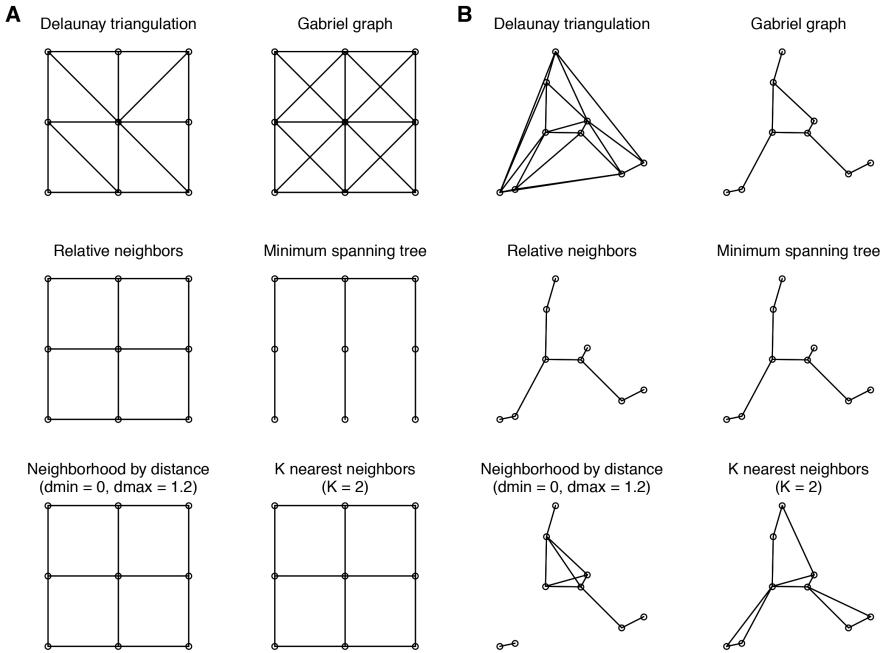 A
B
Delaunay triangulation
Gabriel graph
Delaunay triangulation
Gabriel graph
Relative neighbors
Minimum spanning tree
Relative neighbors
Minimum spanning tree
Neighborhood by distance
(dmin = 0, dmax = 1.2)
K nearest neighbors
(K = 2)
Neighborhood by distance
(dmin = 0, dmax = 1.2)
K nearest neighbors
(K = 2)